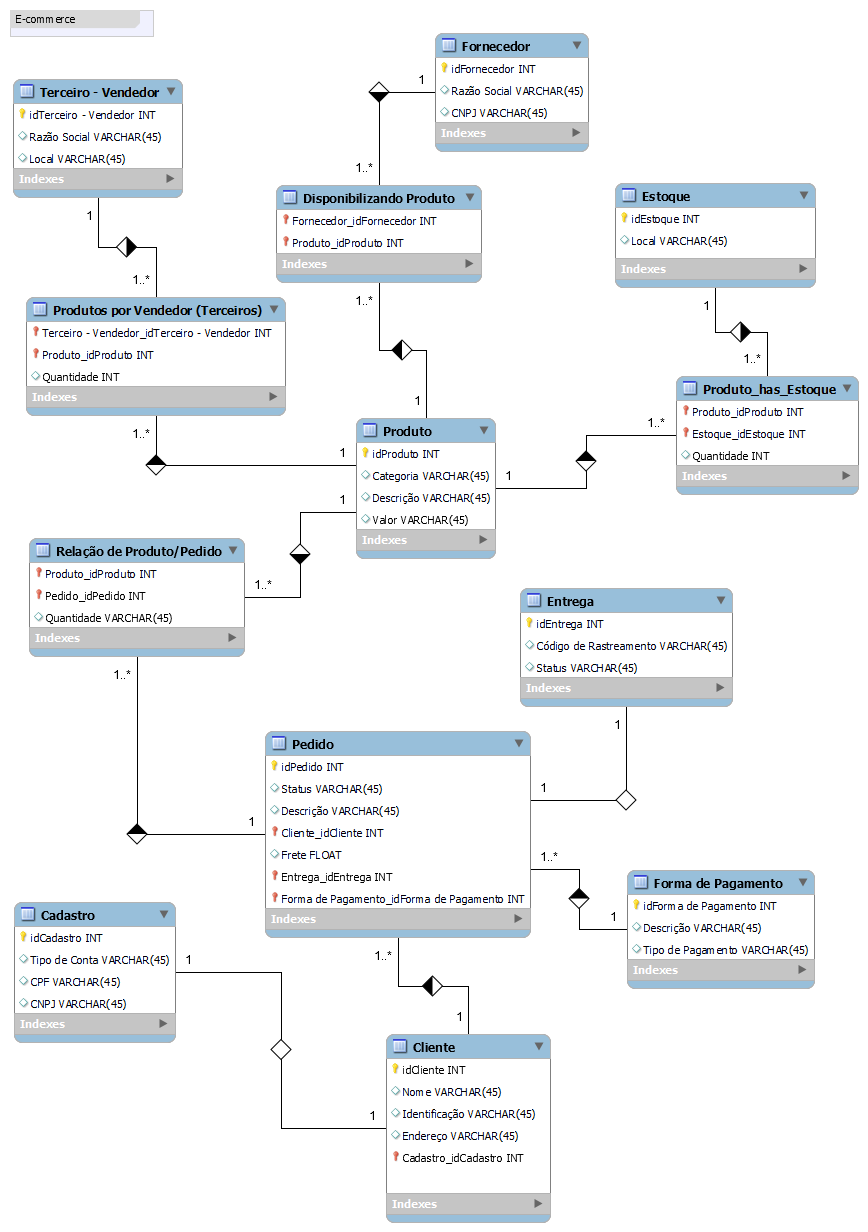 E-commerce
Fornecedor
idFornecedor INT
Razão Social VARCHAR(45)
CNPJ VARCHAR(45)
Indexes
1
1..*
Terceiro - Vendedor
idTerceiro - Vendedor INT
Razão Social VARCHAR(45)
Local VARCHAR(45)
Indexes
1
1..*
Disponibilizando Produto
Fornecedor_idFornecedor INT
Produto_idProduto INT
Indexes
1..*
1
Estoque
idEstoque INT
Local VARCHAR(45)
Indexes
1
1..*
Produtos por Vendedor (Terceiros)
Terceiro - Vendedor_idTerceiro - Vendedor INT
Produto_idProduto INT
Quantidade INT
Indexes
1..*
1
Produto_has_Estoque
Produto_idProduto INT
Estoque_idEstoque INT
Quantidade INT
Indexes
1..*
1
Produto
idProduto INT
Categoria VARCHAR(45)
Descrição VARCHAR(45)
Valor VARCHAR(45)
Indexes
1
1..*
Relação de Produto/Pedido
Produto_idProduto INT
Pedido_idPedido INT
Quantidade VARCHAR(45)
Indexes
1..*
1
Entrega
idEntrega INT
Código de Rastreamento VARCHAR(45)
Status VARCHAR(45)
Indexes
1
1
Pedido
idPedido INT
Status VARCHAR(45)
Descrição VARCHAR(45)
Cliente_idCliente INT
Frete FLOAT
Entrega_idEntrega INT
Forma de Pagamento_idForma de Pagamento INT
Indexes
1..*
1
Forma de Pagamento
idForma de Pagamento INT
Descrição VARCHAR(45)
Tipo de Pagamento VARCHAR(45)
Indexes
Cadastro
idCadastro INT
Tipo de Conta VARCHAR(45)
CPF VARCHAR(45)
CNPJ VARCHAR(45)
Indexes
1
1
1..*
1
Cliente
idCliente INT
Nome VARCHAR(45)
Identificação VARCHAR(45)
Endereço VARCHAR(45)
Cadastro_idCadastro INT
Indexes